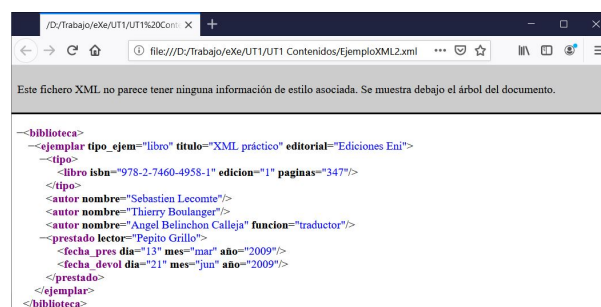 /D:/Trabajo/eXe/UT1/UT1%20Conte
file:///D:/Trabajo/eXe/UT1/UT1 Contenidos/EjemploXML2.xml
Este fichero XML no parece tener ninguna información de estilo asociada. Se muestra debajo el árbol del documento.
−<biblioteca>
−<ejemplar tipo_ejem="libro" titulo="XML práctico" editorial="Ediciones Eni">
−<tipo>
<libro isbn="978-2-7460-4958-1" edicion="1" paginas="347"/>
</tipo>
<autor nombre="Sebastien Lecomte"/>
<autor nombre="Thierry Boulanger"/>
<autor nombre="Angel Belinchon Calleja" funcion="traductor"/>
−<prestado lector="Pepito Grillo">
<fecha_pres dia="13" mes="mar" año="2009"/>
<fecha_devol dia="21" mes="jun" año="2009"/>
</prestado>
</ejemplar>
</biblioteca>